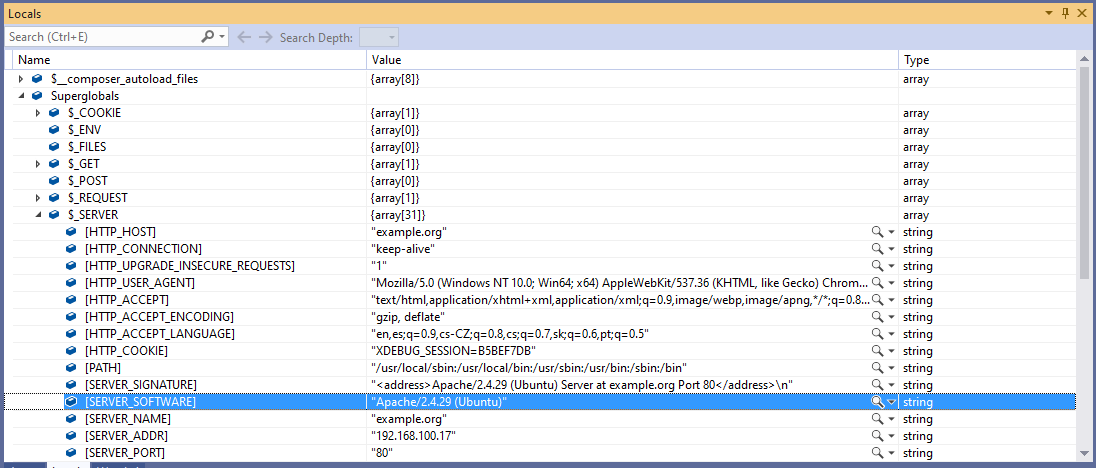 Locals
Search (Ctrl+E) Search Depth:
Name Value Type
$__composer_autoload_files {array[8]} array
Superglobals
$_COOKIE {array[1]} array
$_ENV {array[0]} array
$_FILES {array[0]} array
$_GET {array[1]} array
$_POST {array[0]} array
$_REQUEST {array[1]} array
$_SERVER {array[31]} array
[HTTP_HOST] "example.org" string
[HTTP_CONNECTION] "keep-alive" string
[HTTP_UPGRADE_INSECURE_REQUESTS] "1" string
[HTTP_USER_AGENT] "Mozilla/5.0 (Windows NT 10.0; Win64; x64) AppleWebKit/537.36 (KHTML, like Gecko) Chrom... string
[HTTP_ACCEPT] "text/html,application/xhtml+xml,application/xml;q=0.9,image/webp,image/apng,*/*;q=0.8... string
[HTTP_ACCEPT_ENCODING] "gzip, deflate" string
[HTTP_ACCEPT_LANGUAGE] "en,es;q=0.9,cs-CZ;q=0.8,cs;q=0.7,sk;q=0.6,pt;q=0.5" string
[HTTP_COOKIE] "XDEBUG_SESSION=B5BEF7DB" string
[PATH] "/usr/local/sbin:/usr/local/bin:/usr/sbin:/usr/bin:/sbin:/bin" string
[SERVER_SIGNATURE] "<address>Apache/2.4.29 (Ubuntu) Server at example.org Port 80</address>\n" string
[SERVER_SOFTWARE] "Apache/2.4.29 (Ubuntu)" string
[SERVER_NAME] "example.org" string
[SERVER_ADDR] "192.168.100.17" string
[SERVER_PORT] "80" string